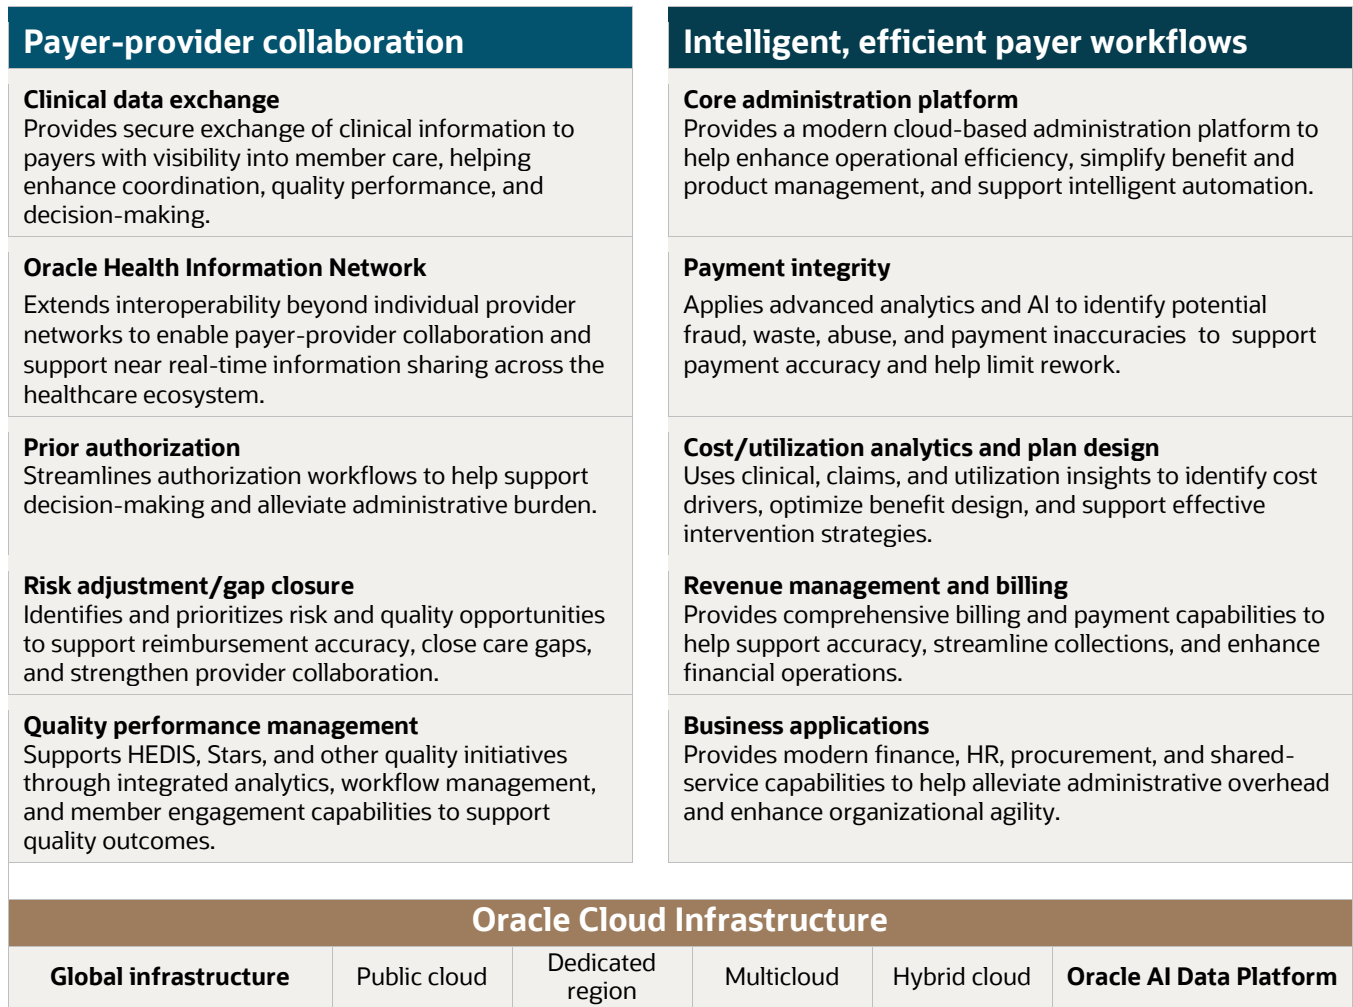 Payer-provider collaboration
Clinical data exchange
Provides secure exchange of clinical information to
payers with visibility into member care, helping
enhance coordination, quality performance, and
decision-making.
Oracle Health Information Network
Extends interoperability beyond individual provider
networks to enable payer-provider collaboration and
support near real-time information sharing across the
healthcare ecosystem.
Prior authorization
Streamlines authorization workflows to help support
decision-making and alleviate administrative burden.
Risk adjustment/gap closure
Identifies and prioritizes risk and quality opportunities
to support reimbursement accuracy, close care gaps,
and strengthen provider collaboration.
Quality performance management
Supports HEDIS, Stars, and other quality initiatives
through integrated analytics, workflow management,
and member engagement capabilities to support
quality outcomes.
Intelligent, efficient payer workflows
Core administration platform
Provides a modern cloud-based administration platform to
help enhance operational efficiency, simplify benefit and
product management, and support intelligent automation.
Payment integrity
Applies advanced analytics and AI to identify potential
fraud, waste, abuse, and payment inaccuracies to support
payment accuracy and help limit rework.
Cost/utilization analytics and plan design
Uses clinical, claims, and utilization insights to identify cost
drivers, optimize benefit design, and support effective
intervention strategies.
Revenue management and billing
Provides comprehensive billing and payment capabilities to
help support accuracy, streamline collections, and enhance
financial operations.
Business applications
Provides modern finance, HR, procurement, and shared-
service capabilities to help alleviate administrative overhead
and enhance organizational agility.
Oracle Cloud Infrastructure
Global infrastructure
Public cloud
Dedicated
region
Multicloud
Hybrid cloud
Oracle AI Data Platform